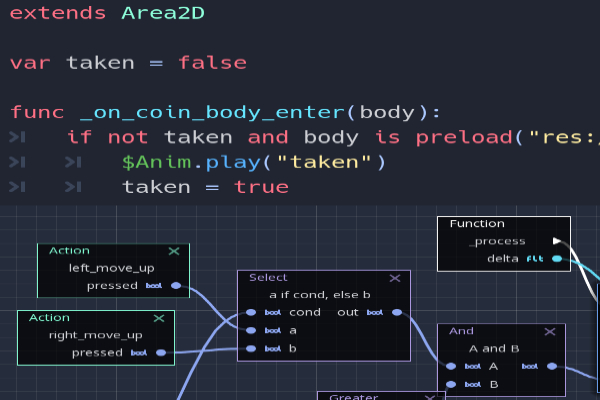 extends Area2D
var taken = false
func _on_coin_body_enter(body):
if not taken and body is preload("res:/
$Anim.play("taken")
taken = true
Function
_process
delta flt
Action
left_move_up
pressed bool
Select
a if cond, else b
bool cond out bool
bool a
bool b
Action
right_move_up
pressed bool
And
A and B
bool A bool
bool B
Greater